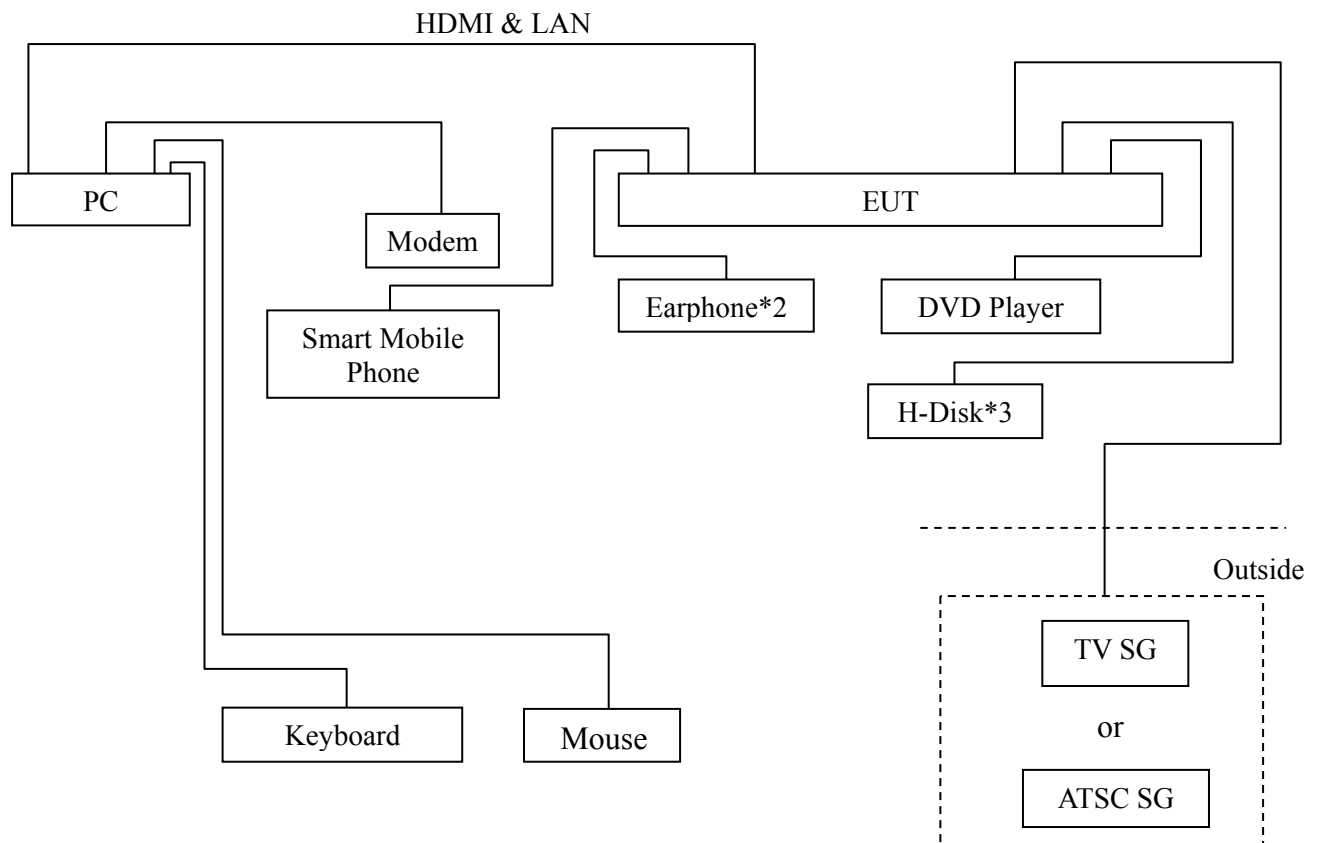 HDMI & LAN
PC
EUT
Modem
Smart Mobile
Phone
Earphone*2
DVD Player
H-Disk*3
Outside
TV SG
or
ATSC SG
Keyboard
Mouse